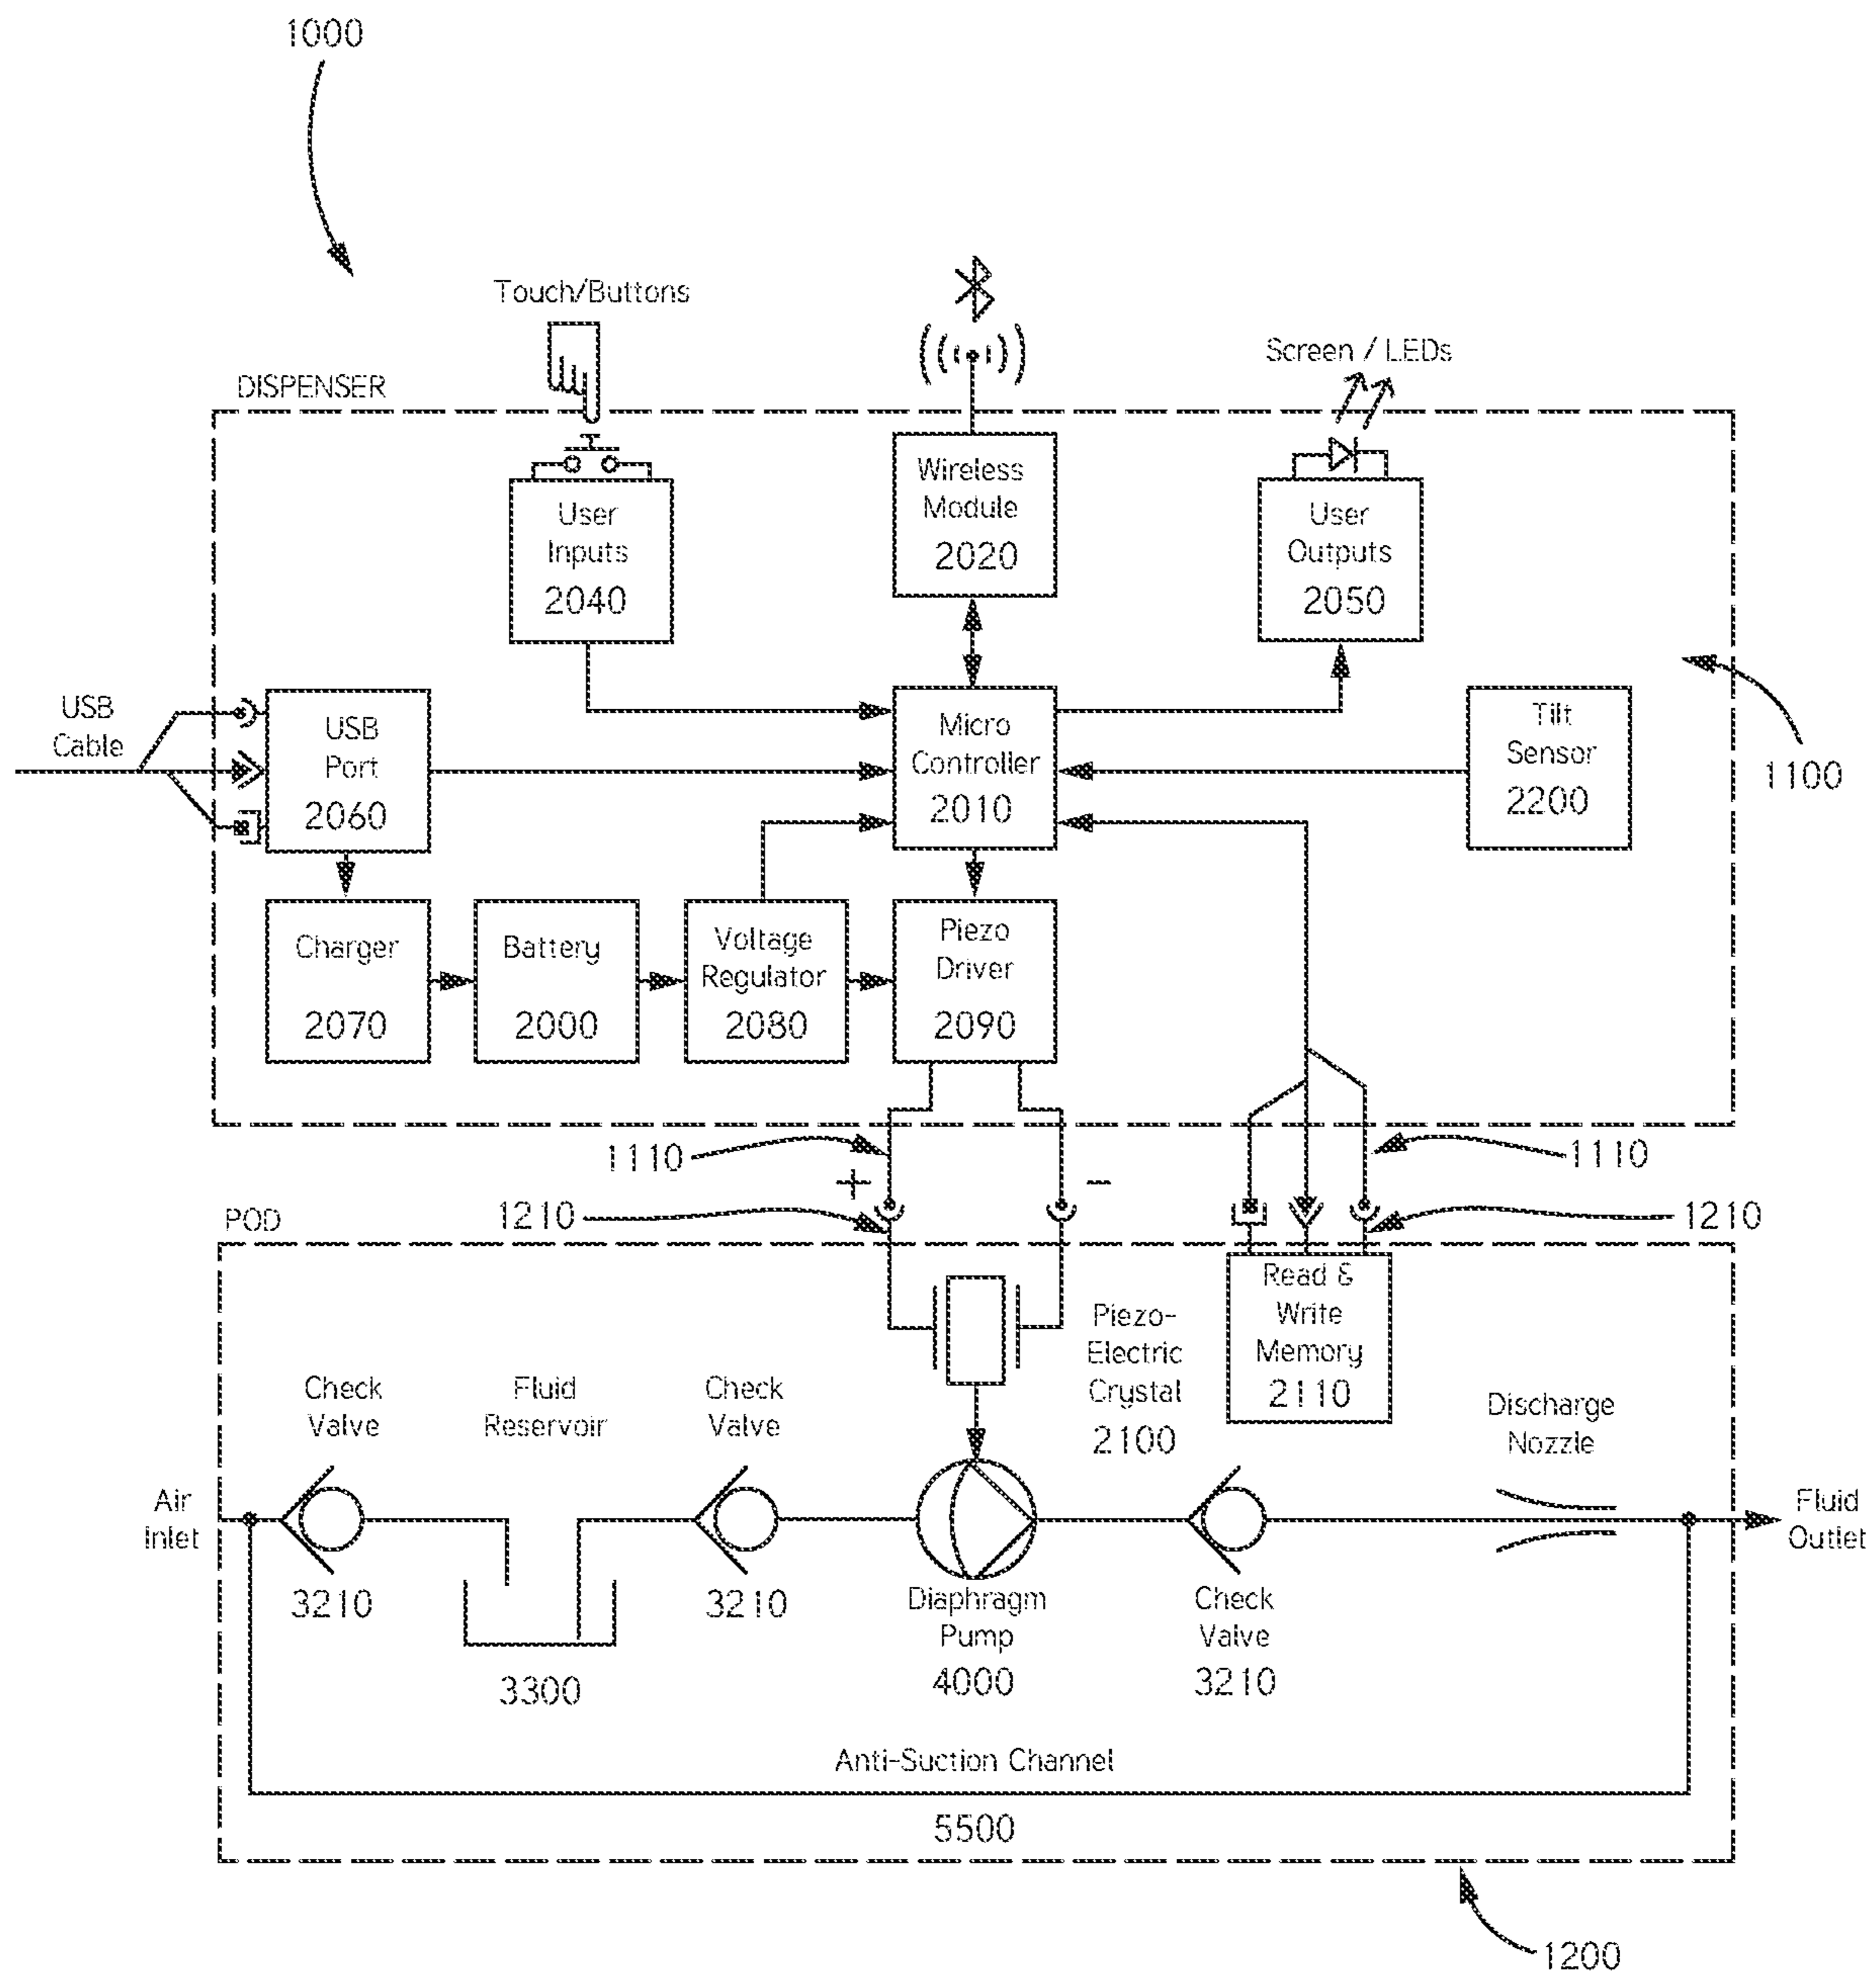 1000
Touch/Buttons
Screen / LEDs
DISPENSER
User
Inputs
2040
Wireless
Module
2020
User
Outputs
2050
USB
Cable
USB
Port
2060
Micro
Controller
2010
Tilt
Sensor
2200
1100
Charger
2070
Battery
2000
Voltage
Regulator
2080
Piezo
Driver
2090
1110
1110
+
−
1210
1210
POD
Piezo-
Electric
Crystal
2100
Read &
Write
Memory
2110
Check
Valve
Fluid
Reservoir
Check
Valve
Discharge
Nozzle
Air
Inlet
Fluid
Outlet
3210
3300
3210
Diaphragm
Pump
4000
Check
Valve
3210
Anti-Suction Channel
5500
1200